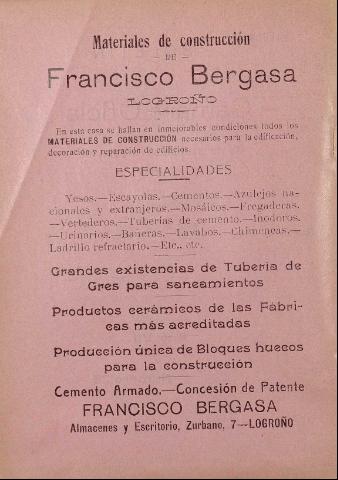 Materiales de construcción
— DE —
Francisco Bergasa
LOGROÑO
En esta casa se hallan en inmejorables condiciones todos los
MATERIALES DE CONSTRUCCIÓN necesarios para la edificación,
decoración y reparación de edificios.
ESPECIALIDADES
Yesos.—Escayolas.—Cementos.—Azulejos na-
cionales y extranjeros.—Mosáicos.—Fregaderas.
—Vertederos.—Tuberías de cemento.—Inodoros.
—Urinarios.—Bañeras.—Lavabos.—Chimeneas.—
Ladrillo refractario.—Etc., etc.
Grandes existencias de Tubería de
Gres para saneamientos
Productos cerámicos de las Fábri-
cas más acreditadas
Producción única de Bloques huecos
para la construcción
Cemento Armado.—Concesión de Patente
FRANCISCO BERGASA
Almacenes y Escritorio, Zurbano, 7—LOGROÑO